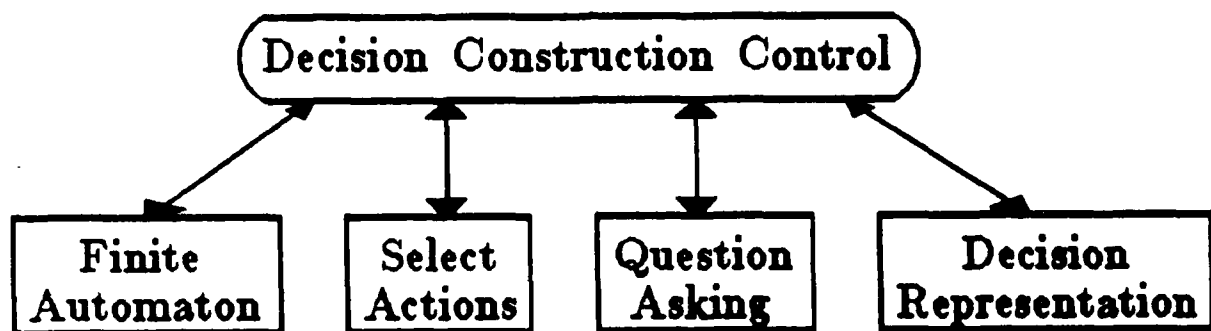 Decision Construction Control
Finite
Automaton
Select
Actions
Question
Asking
Decision
Representation